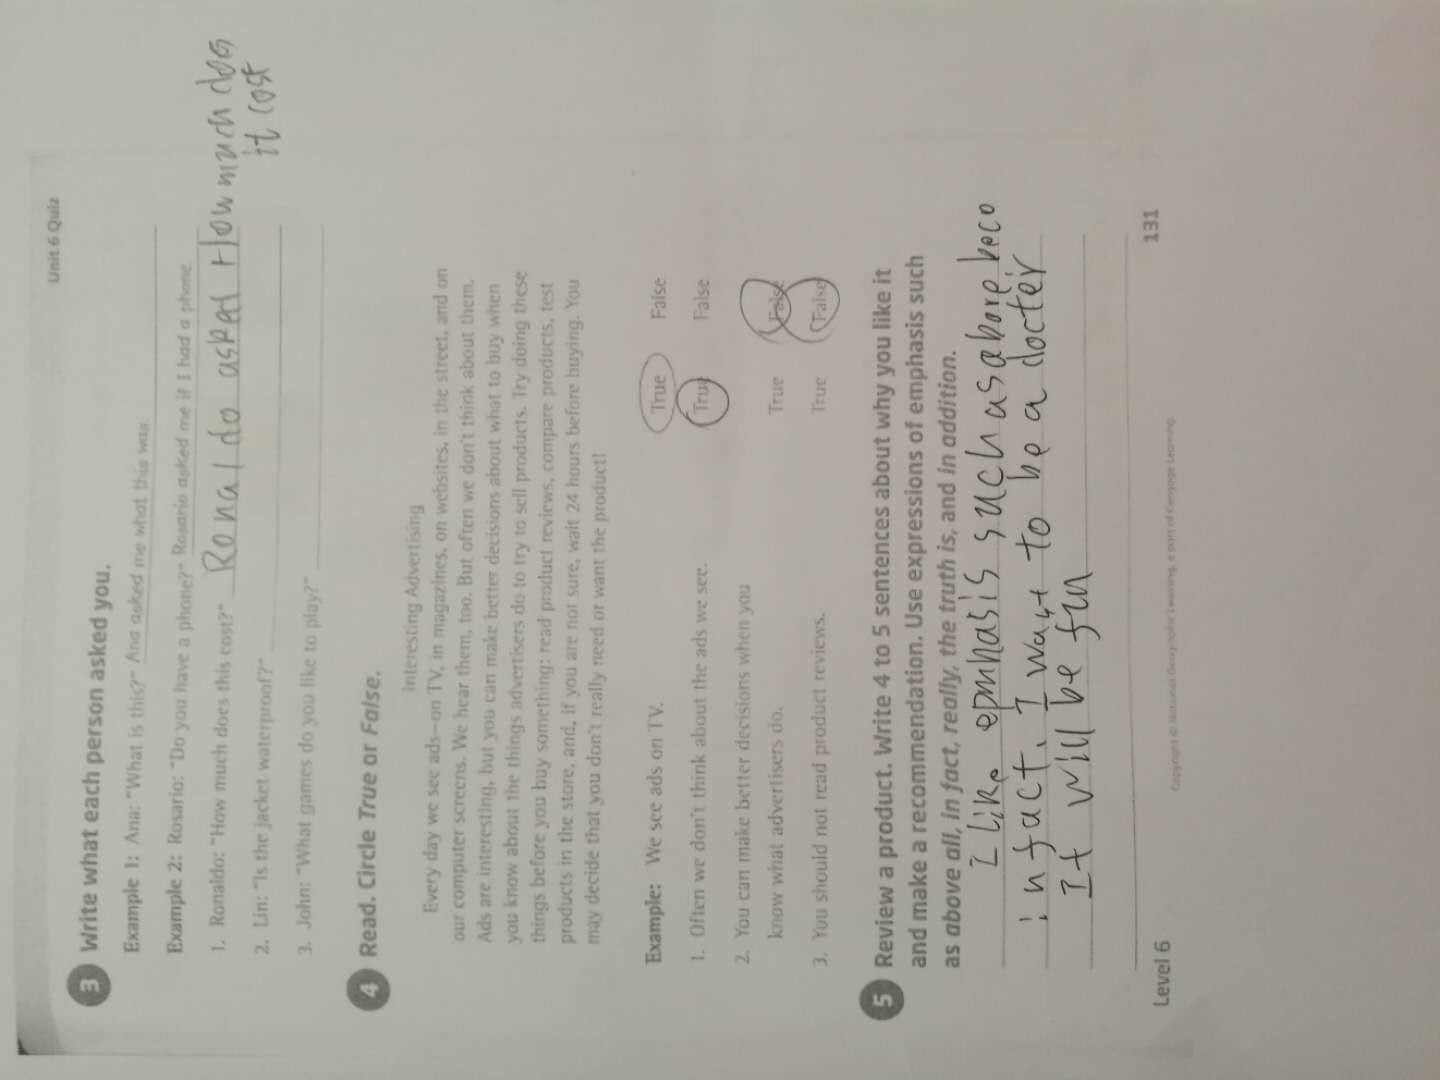 Unit 6 Quiz
3 Write what each person asked you.
Example 1: Ana: "What is this?" Ana asked me what this was.
Example 2: Rosario: "Do you have a phone?" Rosario asked me if I had a phone.
1. Ronaldo: "How much does this cost?" Ronaldo asked How much does
it cost
2. Lin: "Is the jacket waterproof?"
3. John: "What games do you like to play?"
4 Read. Circle True or False.
Interesting Advertising
Every day we see ads—on TV, in magazines, on websites, in the street, and on
our computer screens. We hear them, too. But often we don't think about them.
Ads are interesting, but you can make better decisions about what to buy when
you know about the things advertisers do to try to sell products. Try doing these
things before you buy something: read product reviews, compare products, test
products in the store, and, if you are not sure, wait 24 hours before buying. You
may decide that you don't really need or want the product!
Example: We see ads on TV. True False
1. Often we don't think about the ads we see. True False
2. You can make better decisions when you
know what advertisers do. True False
3. You should not read product reviews. True False
5 Review a product. Write 4 to 5 sentences about why you like it
and make a recommendation. Use expressions of emphasis such
as above all, in fact, really, the truth is, and in addition.
I like epmhasis such as abore beco
in fact. I want to be a docter
It will be fun
Level 6
Copyright © National Geographic Learning, a part of Cengage Learning
131